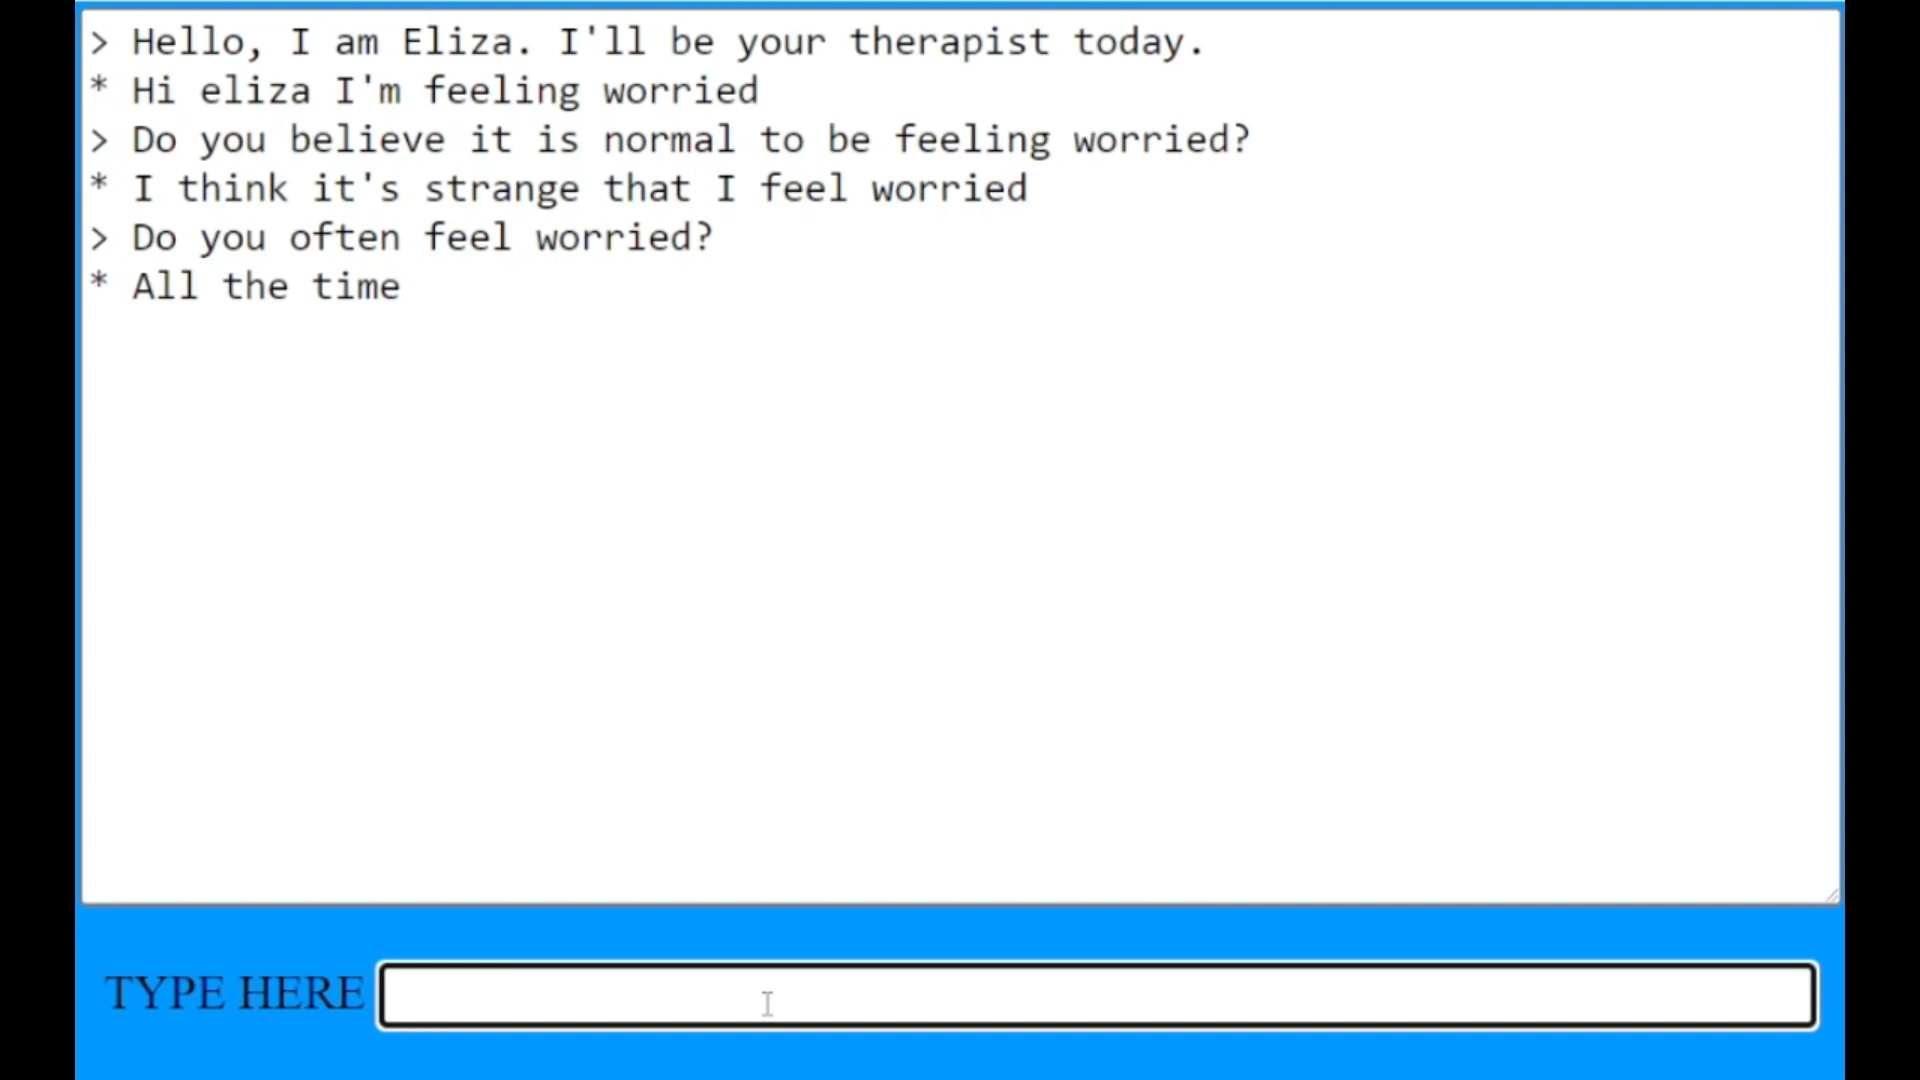 > Hello, I am Eliza. I'll be your therapist today.
* Hi eliza I'm feeling worried
> Do you believe it is normal to be feeling worried?
* I think it's strange that I feel worried
> Do you often feel worried?
* All the time
TYPE HERE